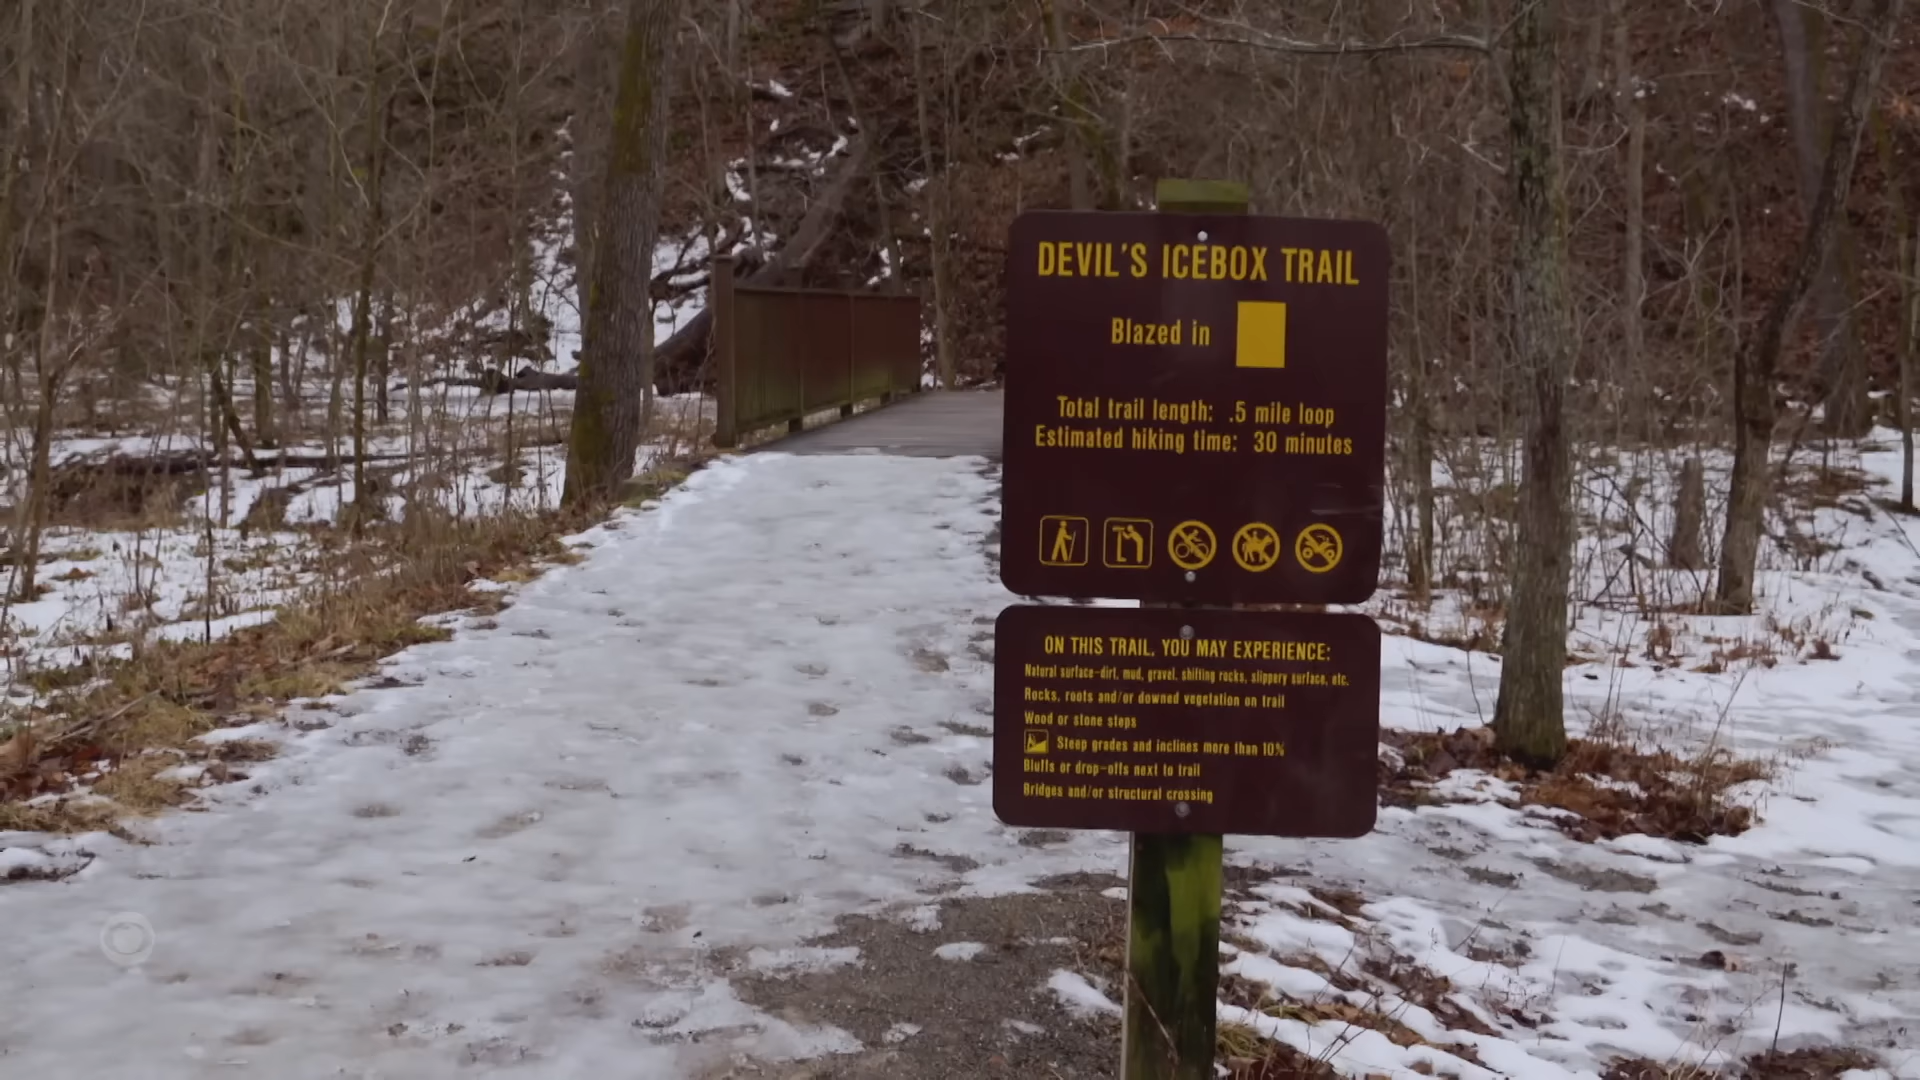 DEVIL'S ICEBOX TRAIL
Blazed in
Total trail length: .5 mile loop
Estimated hiking time: 30 minutes
ON THIS TRAIL, YOU MAY EXPERIENCE:
Natural surface-dirt, mud, gravel, shifting rocks, slippery surface, etc.
Rocks, roots and/or downed vegetation on trail
Wood or stone steps
Steep grades and inclines more than 10%
Bluffs or drop-offs next to trail
Bridges and/or structural crossing